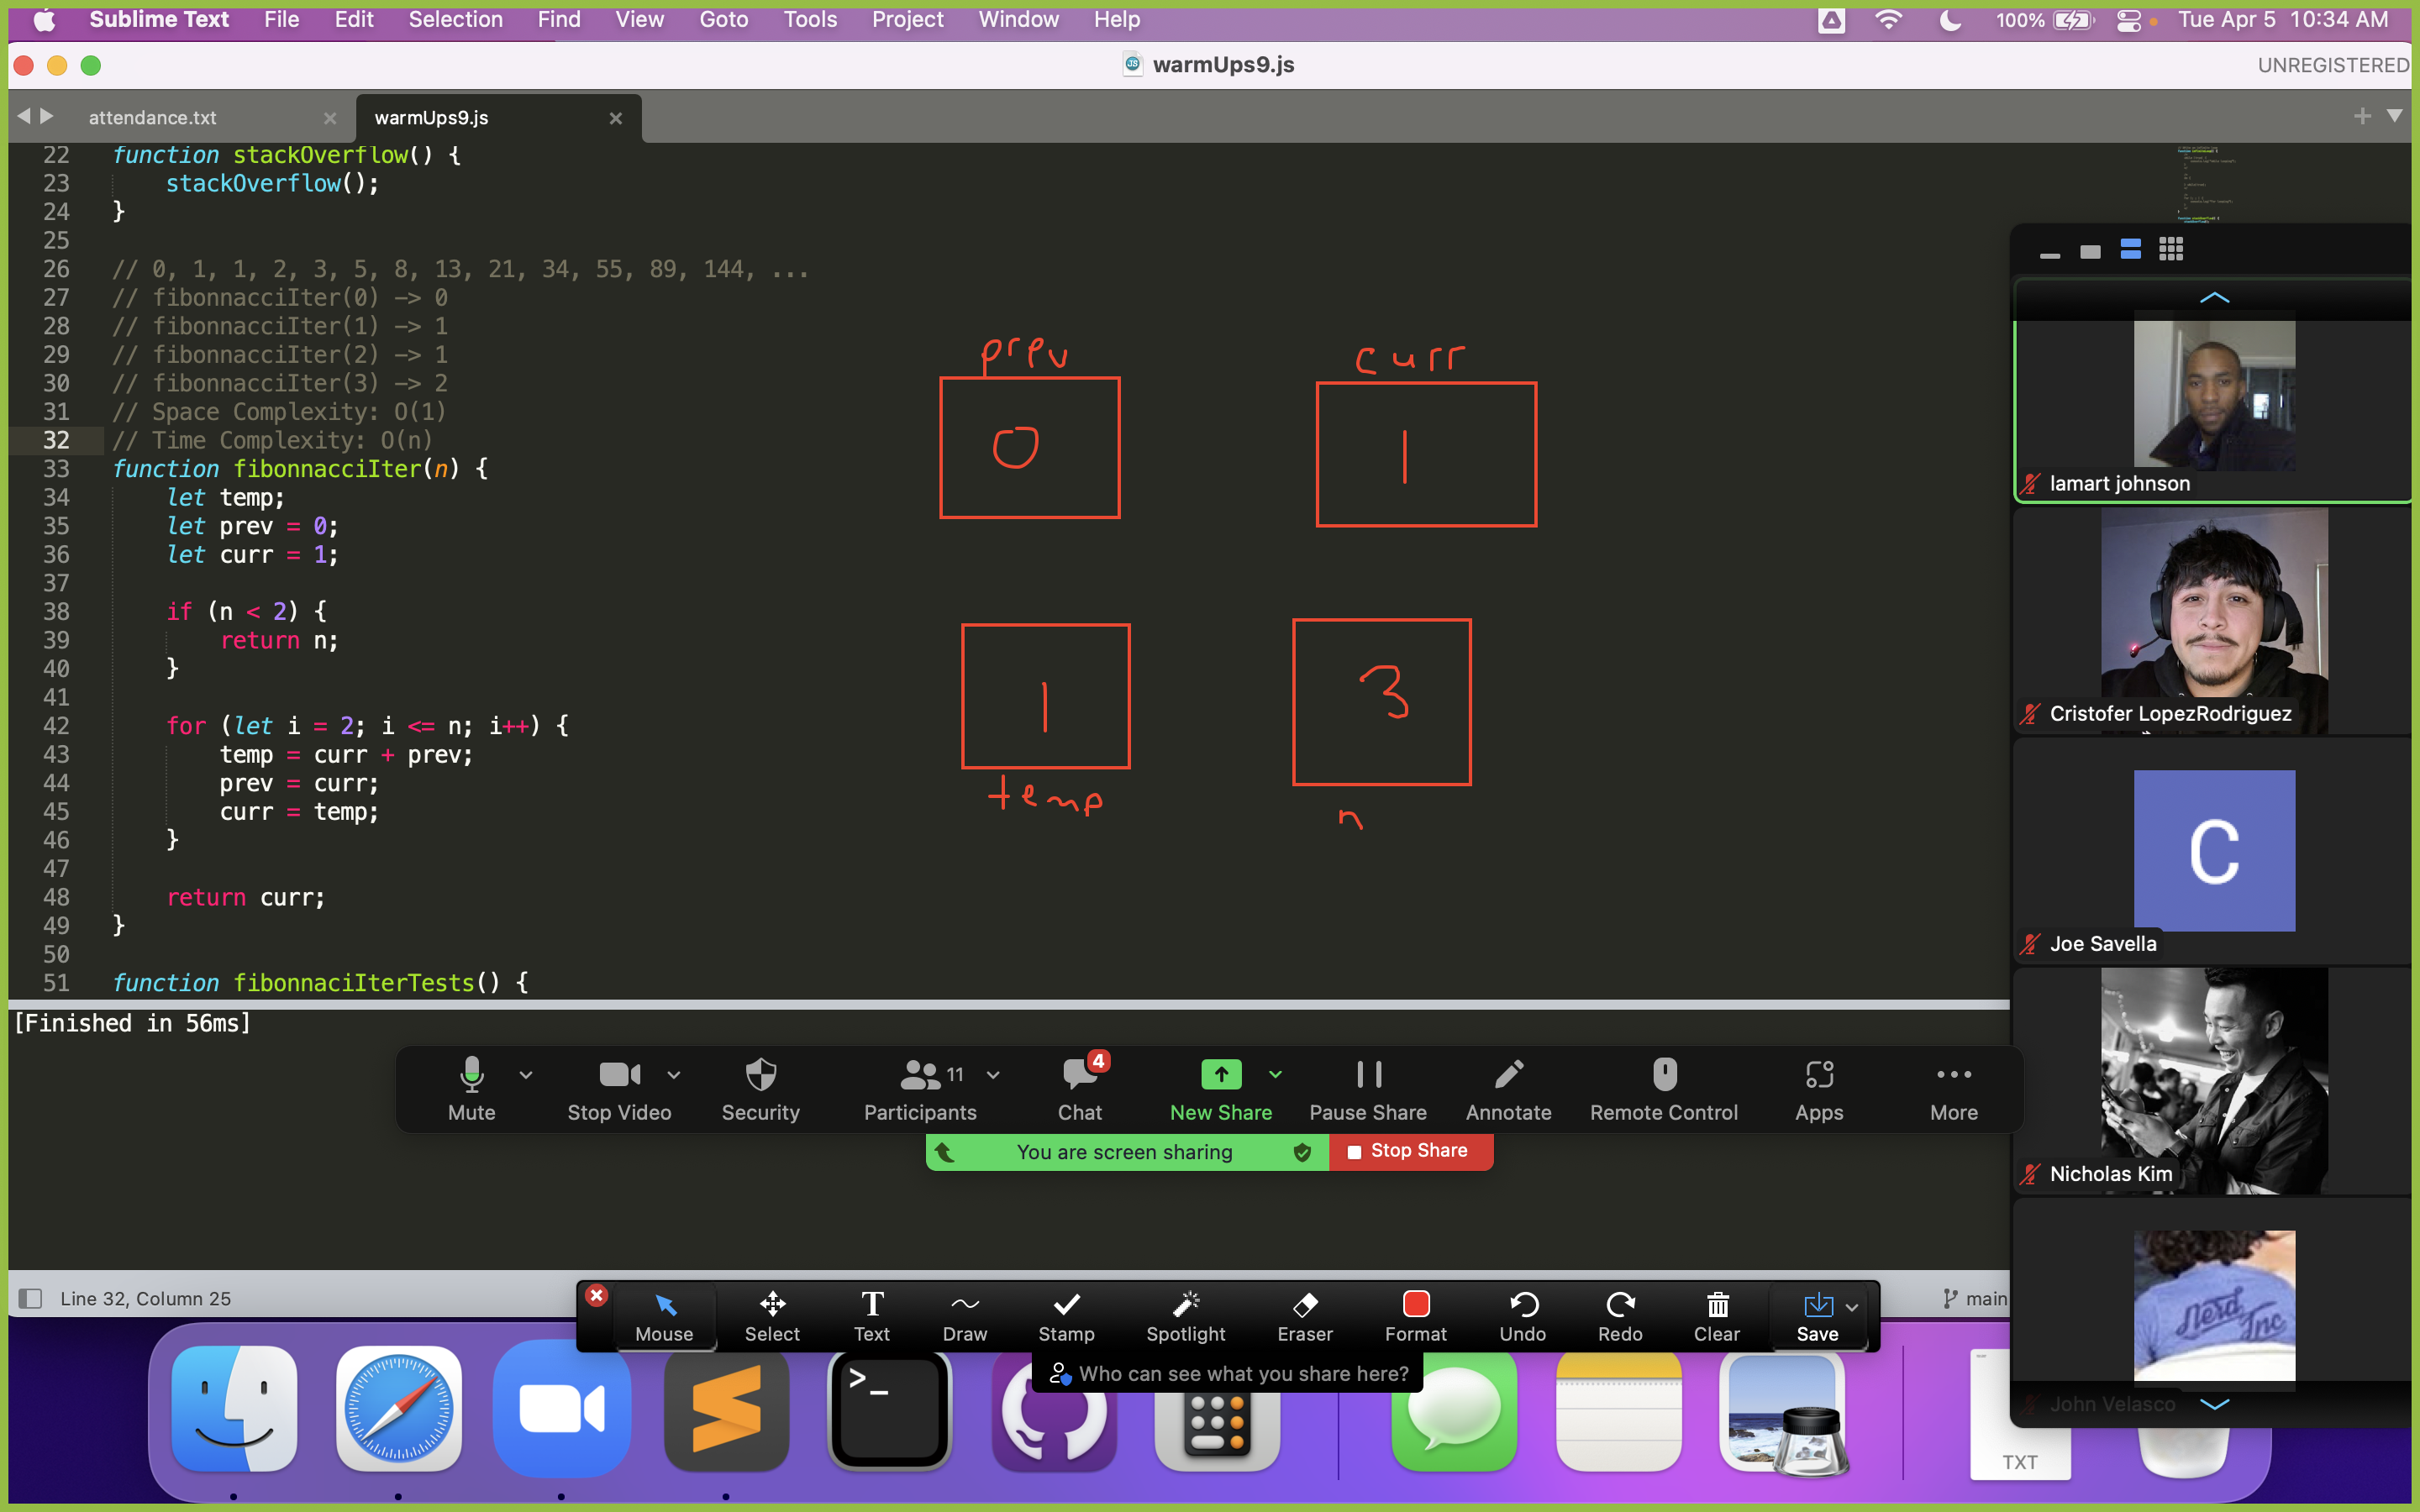 Sublime Text File Edit Selection Find View Goto Tools Project Window Help 100% Tue Apr 5 10:34 AM
JS warmUps9.js UNREGISTERED
attendance.txt warmUps9.js
22 function stackOverflow() {
23 stackOverflow();
24 }
25
26 // 0, 1, 1, 2, 3, 5, 8, 13, 21, 34, 55, 89, 144, ...
27 // fibonnacciIter(0) -> 0
28 // fibonnacciIter(1) -> 1
29 // fibonnacciIter(2) -> 1
30 // fibonnacciIter(3) -> 2
31 // Space Complexity: O(1)
32 // Time Complexity: O(n)
33 function fibonnacciIter(n) {
34 let temp;
35 let prev = 0;
36 let curr = 1;
37
38 if (n < 2) {
39 return n;
40 }
41
42 for (let i = 2; i <= n; i++) {
43 temp = curr + prev;
44 prev = curr;
45 curr = temp;
46 }
47
48 return curr;
49 }
50
51 function fibonnaciIterTests() {
prev curr
0 1
1 3
temp n
lamart johnson
Cristofer LopezRodriguez
C
Joe Savella
Nicholas Kim
Nerd Inc
John Velasco
[Finished in 56ms]
Mute Stop Video Security Participants 11 Chat 4 New Share Pause Share Annotate Remote Control Apps More
You are screen sharing Stop Share
Line 32, Column 25 main
Mouse Select Text Draw Stamp Spotlight Eraser Format Undo Redo Clear Save
Who can see what you share here?
>_
TXT